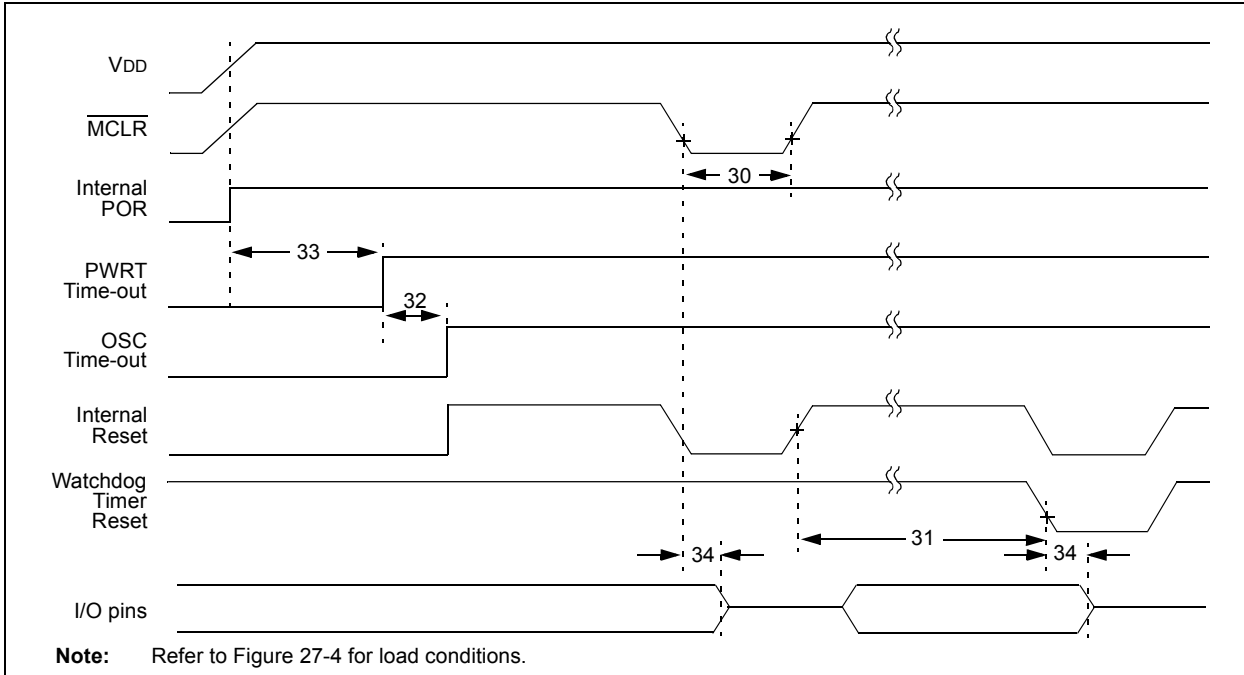 VDD
MCLR
30
Internal
POR
33
PWRT
Time-out
32
OSC
Time-out
Internal
Reset
Watchdog
Timer
Reset
31
34
34
I/O pins
Note: Refer to Figure 27-4 for load conditions.